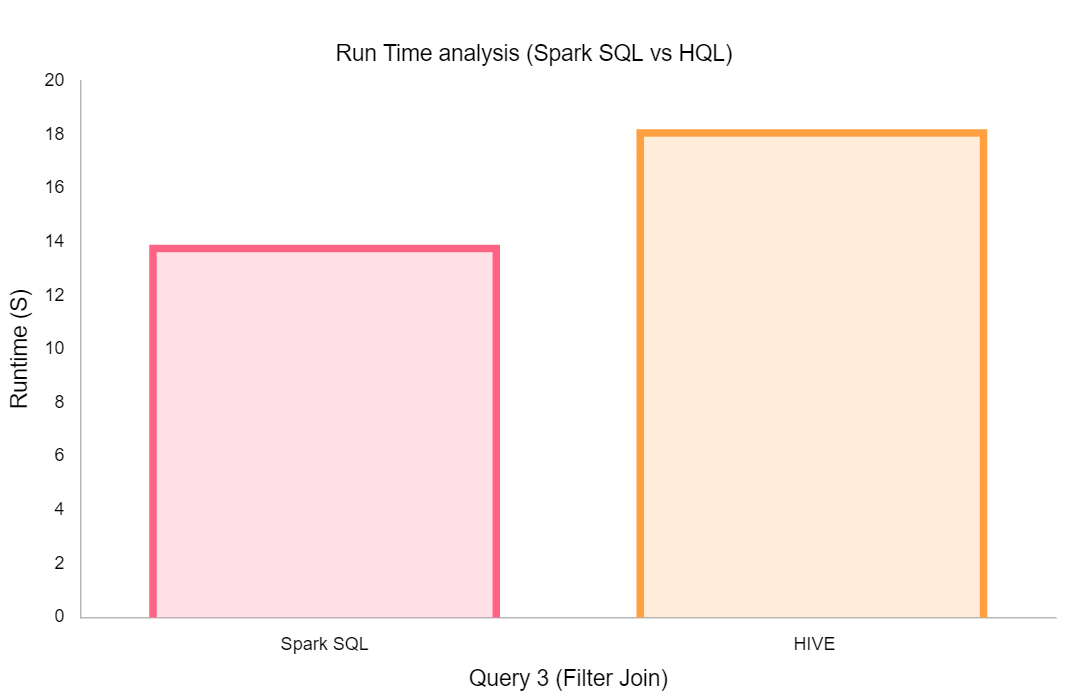 Run Time analysis (Spark SQL vs HQL)
20
18
16
14
12
10
8
6
4
2
0
Runtime (S)
Spark SQL
HIVE
Query 3 (Filter Join)